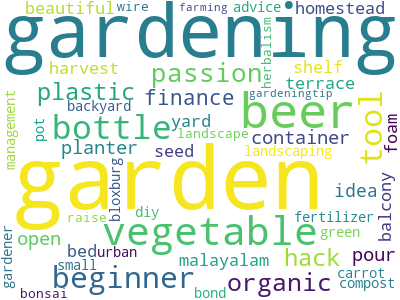 beautiful wire farming advice homestead
gardening
harvest passion herbalism shelf
terrace
plastic finance gardeningtip
backyard beer tool
management pot bottle yard landscape container foam
planter seed landscaping
garden
bloxburg idea balcony
raise diy fertilizer
vegetable green
gardener open bed urban malayalam hack pour
small beginner organic carrot
compost
bonsai bond